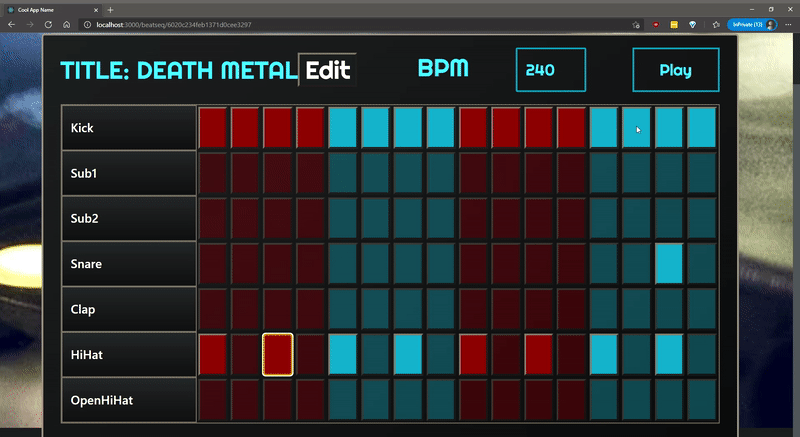 Cool App Name
localhost:3000/beatseq/6020c234feb1371d0cee3297
InPrivate (13)
TITLE: DEATH METAL Edit BPM 240 Play
Kick
Sub1
Sub2
Snare
Clap
HiHat
OpenHiHat